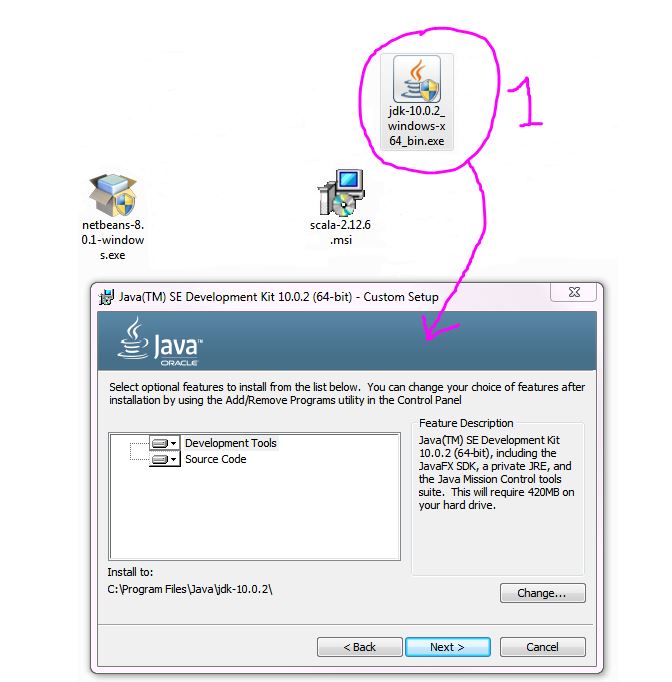 jdk-10.0.2_
windows-x
64_bin.exe
1
netbeans-8.
0.1-window
s.exe
scala-2.12.6
.msi
Java(TM) SE Development Kit 10.0.2 (64-bit) - Custom Setup
Java™
ORACLE
Select optional features to install from the list below. You can change your choice of features after
installation by using the Add/Remove Programs utility in the Control Panel
Development Tools
Source Code
Feature Description
Java(TM) SE Development Kit
10.0.2 (64-bit), including the
JavaFX SDK, a private JRE, and
the Java Mission Control tools
suite. This will require 420MB on
your hard drive.
Install to:
C:\Program Files\Java\jdk-10.0.2\
Change...
< Back
Next >
Cancel